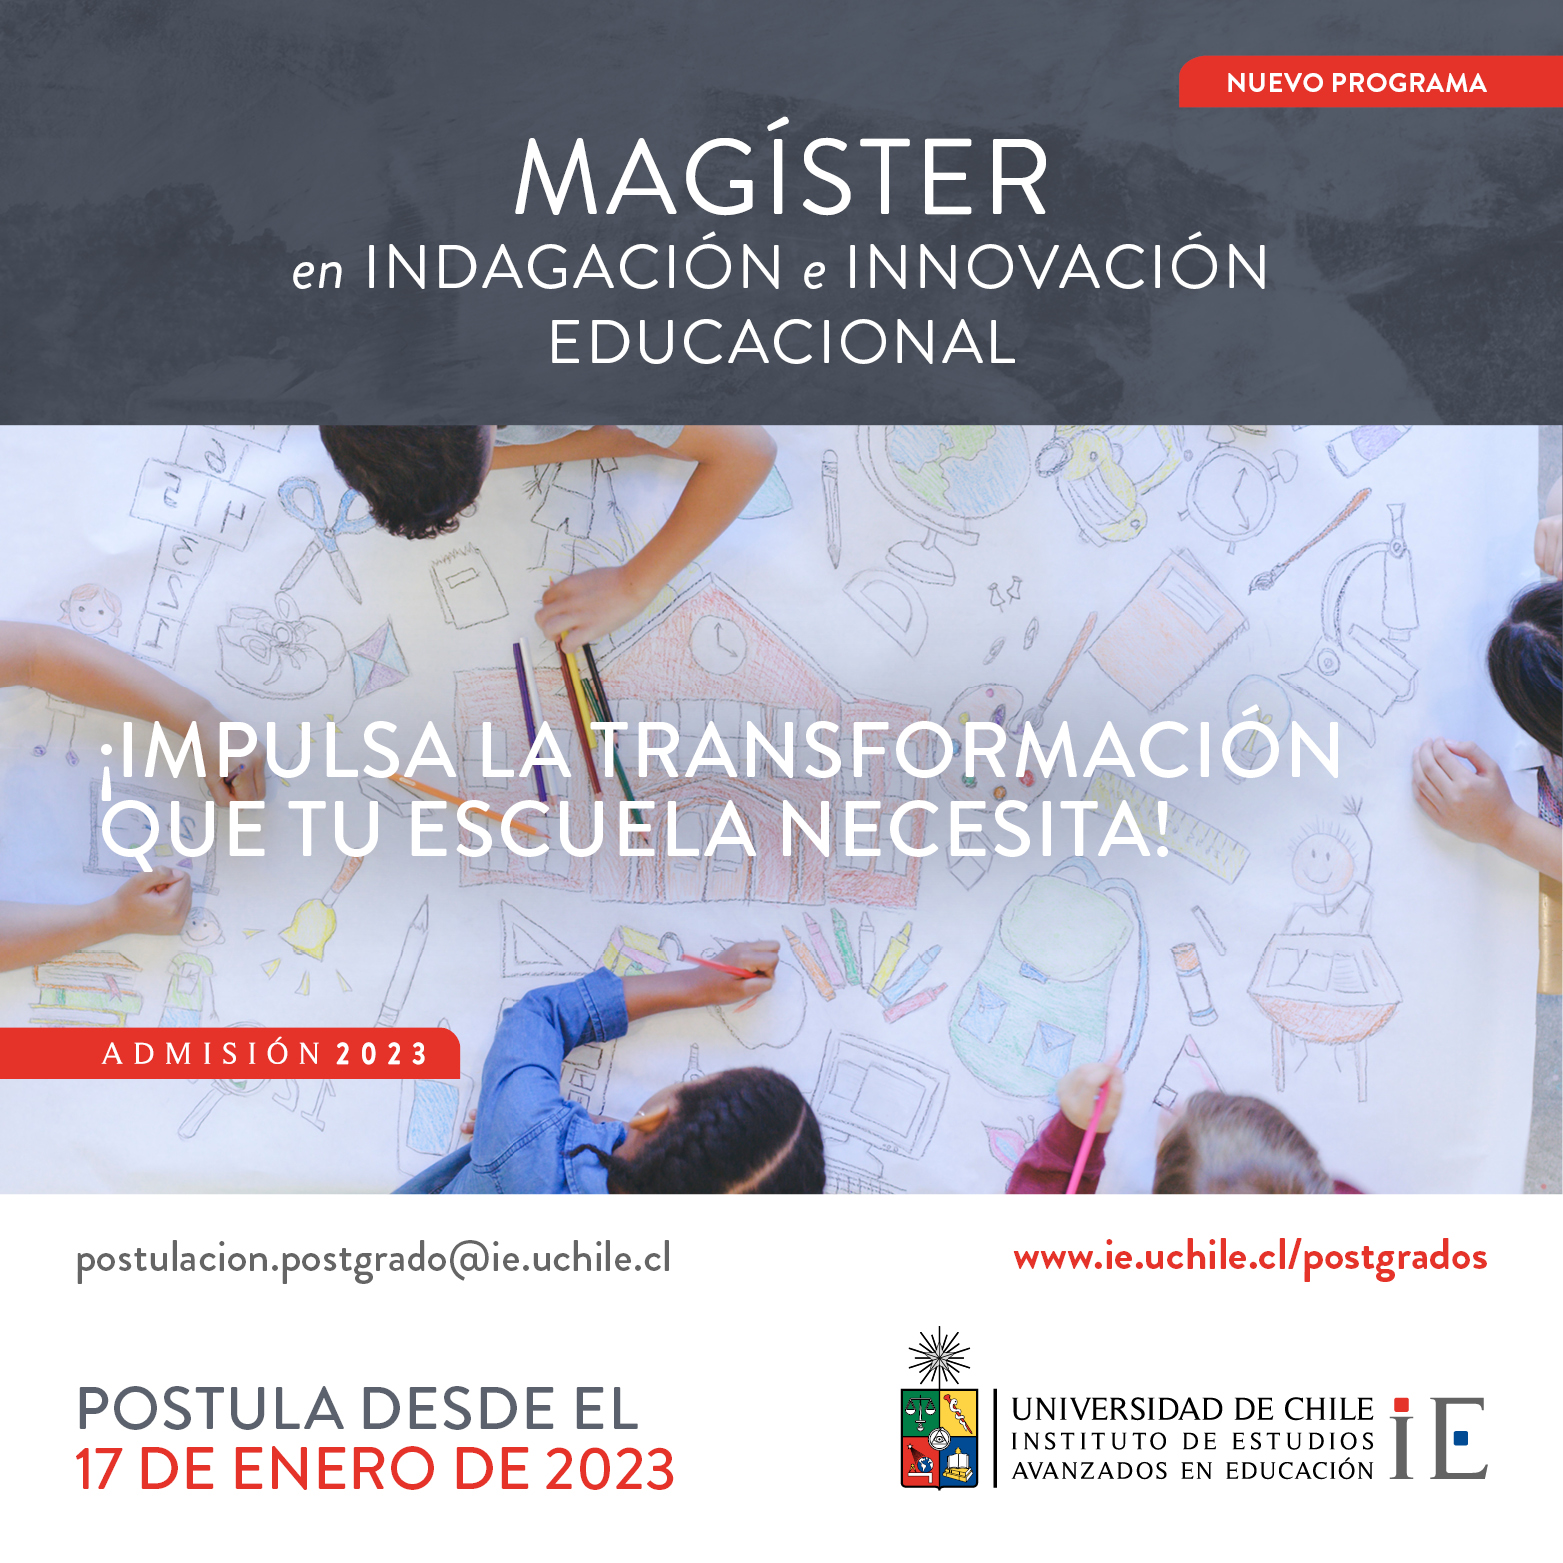 NUEVO PROGRAMA
MAGÍSTER
en INDAGACIÓN e INNOVACIÓN
EDUCACIONAL
¡IMPULSA LA TRANSFORMACIÓN
QUE TU ESCUELA NECESITA!
ADMISIÓN 2023
postulacion.postgrado@ie.uchile.cl
www.ie.uchile.cl/postgrados
POSTULA DESDE EL
17 DE ENERO DE 2023
UNIVERSIDAD DE CHILE
INSTITUTO DE ESTUDIOS
AVANZADOS EN EDUCACIÓN
iE